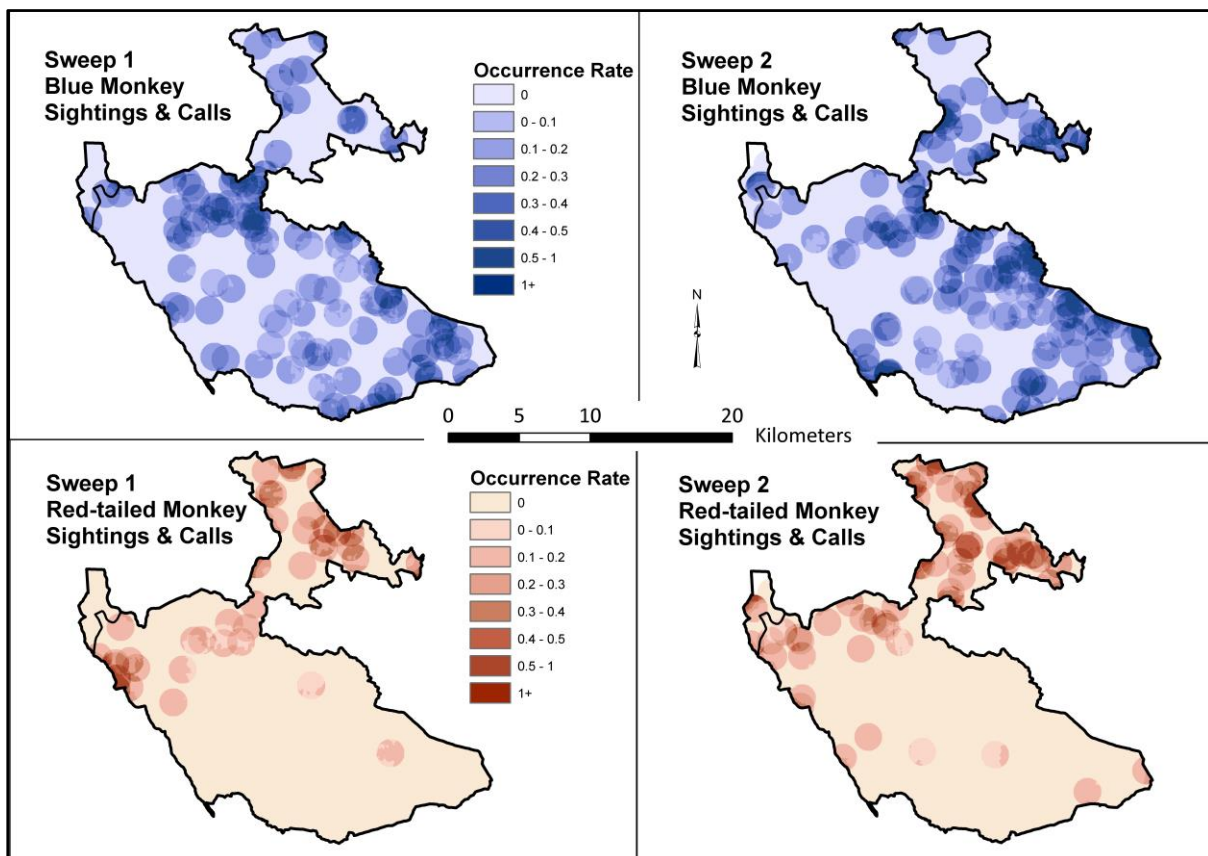 Sweep 1
Blue Monkey
Sightings & Calls
Occurrence Rate
0
0 - 0.1
0.1 - 0.2
0.2 - 0.3
0.3 - 0.4
0.4 - 0.5
0.5 - 1
1+
Sweep 2
Blue Monkey
Sightings & Calls
N
0 5 10 20
Kilometers
Sweep 1
Red-tailed Monkey
Sightings & Calls
Occurrence Rate
0
0 - 0.1
0.1 - 0.2
0.2 - 0.3
0.3 - 0.4
0.4 - 0.5
0.5 - 1
1+
Sweep 2
Red-tailed Monkey
Sightings & Calls